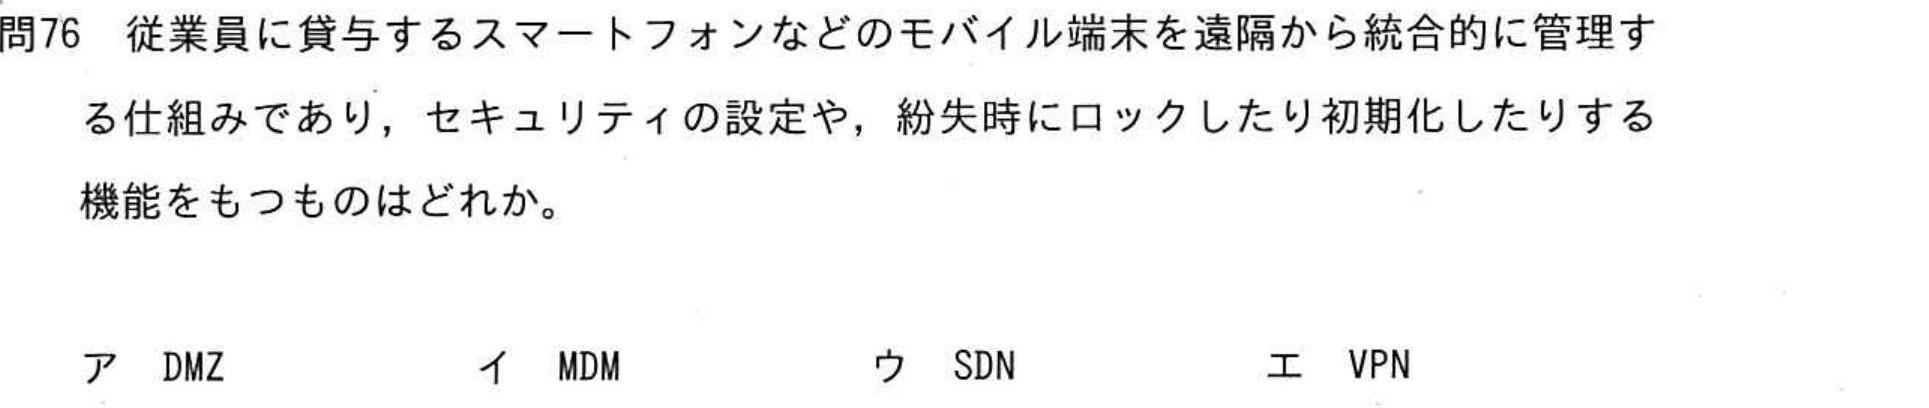 問76 従業員に貸与するスマートフォンなどのモバイル端末を遠隔から統合的に管理す
る仕組みであり，セキュリティの設定や，紛失時にロックしたり初期化したりする
機能をもつものはどれか。
ア DMZ イ MDM ウ SDN エ VPN